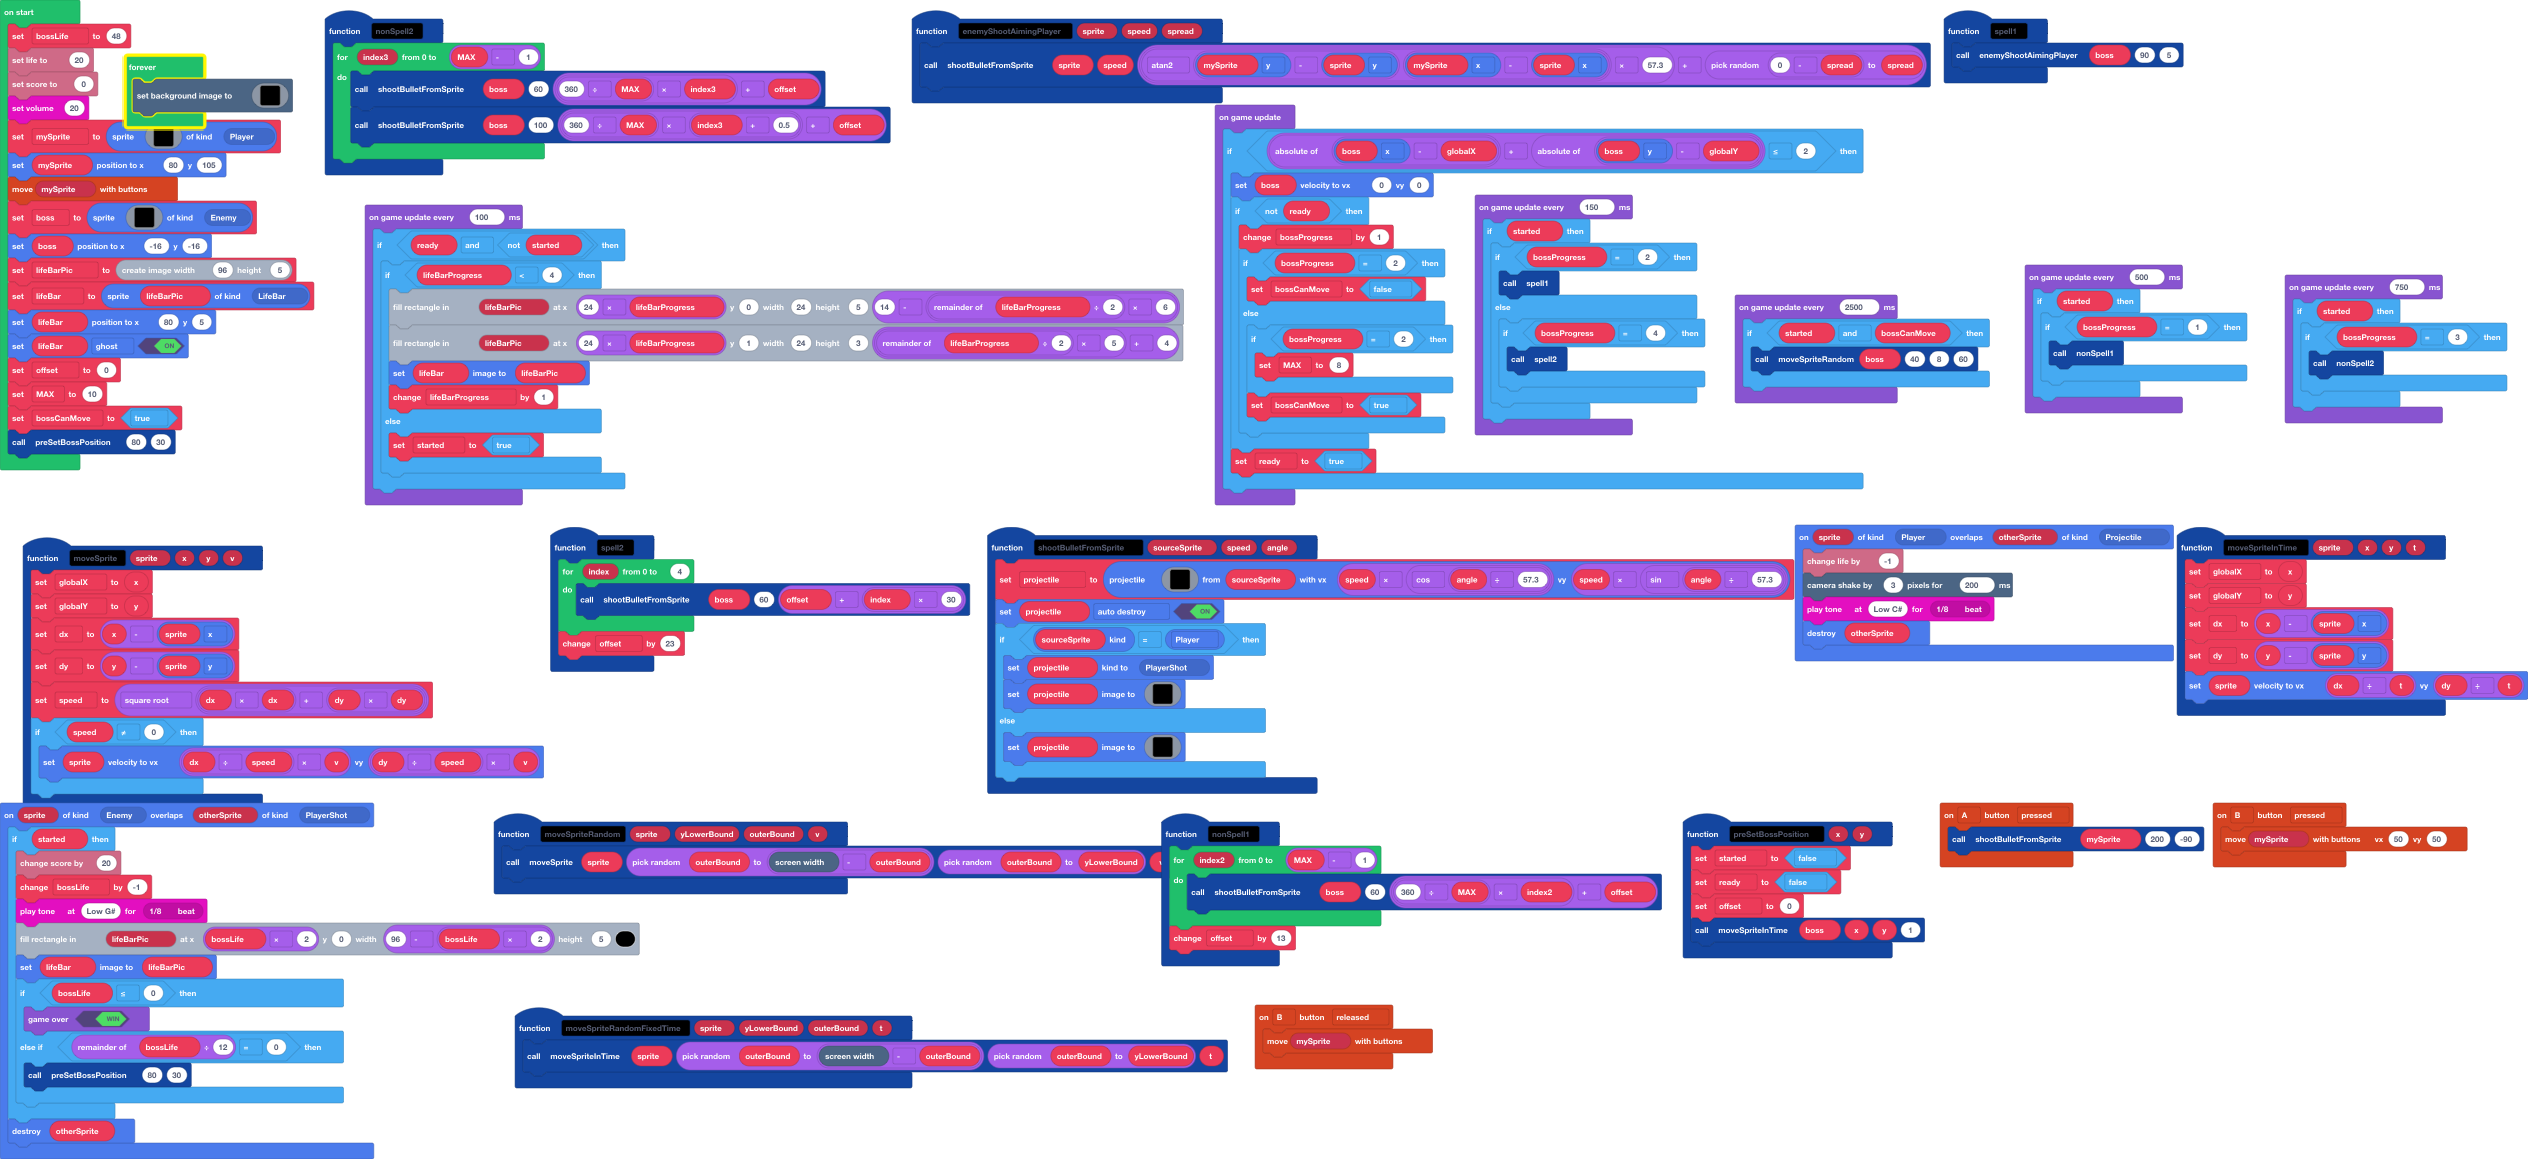 on start
set bossLife to 48
set life to 20
set score to 0
set volume 20
set mySprite to sprite of kind Player
set mySprite position to x 80 y 105
move mySprite with buttons
set boss to sprite of kind Enemy
set boss position to x -16 y -16
set lifeBarPic to create image width 96 height 5
set lifeBar to sprite lifeBarPic of kind LifeBar
set lifeBar position to x 80 y 5
set lifeBar ghost ON
set offset to 0
set MAX to 10
set bossCanMove to true
call preSetBossPosition 80 30
forever
set background image to
function nonSpell2
for index3 from 0 to MAX - 1
do
call shootBulletFromSprite boss 60 360 ÷ MAX × index3 + offset
call shootBulletFromSprite boss 100 360 ÷ MAX × index3 + 0.5 + offset
function enemyShootAimingPlayer sprite speed spread
call shootBulletFromSprite sprite speed atan2 mySprite y - sprite y mySprite x - sprite x × 57.3 + pick random 0 - spread to spread
function spell1
call enemyShootAimingPlayer boss 90 5
on game update every 100 ms
if ready and not started then
if lifeBarProgress < 4 then
fill rectangle in lifeBarPic at x 24 × lifeBarProgress y 0 width 24 height 5 14 - remainder of lifeBarProgress ÷ 2 × 6
fill rectangle in lifeBarPic at x 24 × lifeBarProgress y 1 width 24 height 3 remainder of lifeBarProgress ÷ 2 × 5 + 4
set lifeBar image to lifeBarPic
change lifeBarProgress by 1
else
set started to true
on game update
if absolute of boss x - globalX + absolute of boss y - globalY ≤ 2 then
set boss velocity to vx 0 vy 0
if not ready then
change bossProgress by 1
if bossProgress = 2 then
set bossCanMove to false
else
if bossProgress = 2 then
set MAX to 8
set bossCanMove to true
set ready to true
on game update every 150 ms
if started then
if bossProgress = 2 then
call spell1
else
if bossProgress = 4 then
call spell2
on game update every 2500 ms
if started and bossCanMove then
call moveSpriteRandom boss 40 8 60
on game update every 500 ms
if started then
if bossProgress = 1 then
call nonSpell1
on game update every 750 ms
if started then
if bossProgress = 3 then
call nonSpell2
function moveSprite sprite x y v
set globalX to x
set globalY to y
set dx to x - sprite x
set dy to y - sprite y
set speed to square root dx × dx + dy × dy
if speed ≠ 0 then
set sprite velocity to vx dx ÷ speed × v vy dy ÷ speed × v
function spell2
for index from 0 to 4
do
call shootBulletFromSprite boss 60 offset + index × 30
change offset by 23
function shootBulletFromSprite sourceSprite speed angle
set projectile to projectile from sourceSprite with vx speed × cos angle ÷ 57.3 vy speed × sin angle ÷ 57.3
set projectile auto destroy ON
if sourceSprite kind = Player then
set projectile kind to PlayerShot
set projectile image to
else
set projectile image to
on sprite of kind Player overlaps otherSprite of kind Projectile
change life by -1
camera shake by 3 pixels for 200 ms
play tone at Low C# for 1/8 beat
destroy otherSprite
function moveSpriteInTime sprite x y t
set globalX to x
set globalY to y
set dx to x - sprite x
set dy to y - sprite y
set sprite velocity to vx dx ÷ t vy dy ÷ t
on sprite of kind Enemy overlaps otherSprite of kind PlayerShot
if started then
change score by 20
change bossLife by -1
play tone at Low G# for 1/8 beat
fill rectangle in lifeBarPic at x bossLife × 2 y 0 width 96 - bossLife × 2 height 5
set lifeBar image to lifeBarPic
if bossLife ≤ 0 then
game over WIN
else if remainder of bossLife ÷ 12 = 0 then
call preSetBossPosition 80 30
destroy otherSprite
function moveSpriteRandom sprite yLowerBound outerBound v
call moveSprite sprite pick random outerBound to screen width - outerBound pick random outerBound to yLowerBound
function nonSpell1
for index2 from 0 to MAX - 1
do
call shootBulletFromSprite boss 60 360 ÷ MAX × index2 + offset
change offset by 13
function preSetBossPosition x y
set started to false
set ready to false
set offset to 0
call moveSpriteInTime boss x y 1
on A button pressed
call shootBulletFromSprite mySprite 200 -90
on B button pressed
move mySprite with buttons vx 50 vy 50
function moveSpriteRandomFixedTime sprite yLowerBound outerBound t
call moveSpriteInTime sprite pick random outerBound to screen width - outerBound pick random outerBound to yLowerBound t
on B button released
move mySprite with buttons